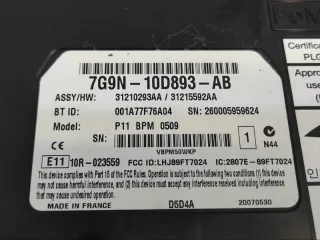 7G9N-10D893-AB
Certificat
PLG
ASSY/HW: 31210293AA / 31215592AA
BT ID: 001A77F76A04 SN: 260005959624
Model: P11 BPM 0509
SN:
1
N44
V8PM50UKP
E11 10R-023559 FCC ID:LHJ89FT7024 IC:2807E-89FT7024
This device complies with Part 15 of the FCC Rules. Operation is subject to
the following two conditions: (1) this device may not cause harmful
interference, and (2) this device must accept any interference received,
including interference that may cause undesired operation.
MADE IN FRANCE D5D4A 20070530